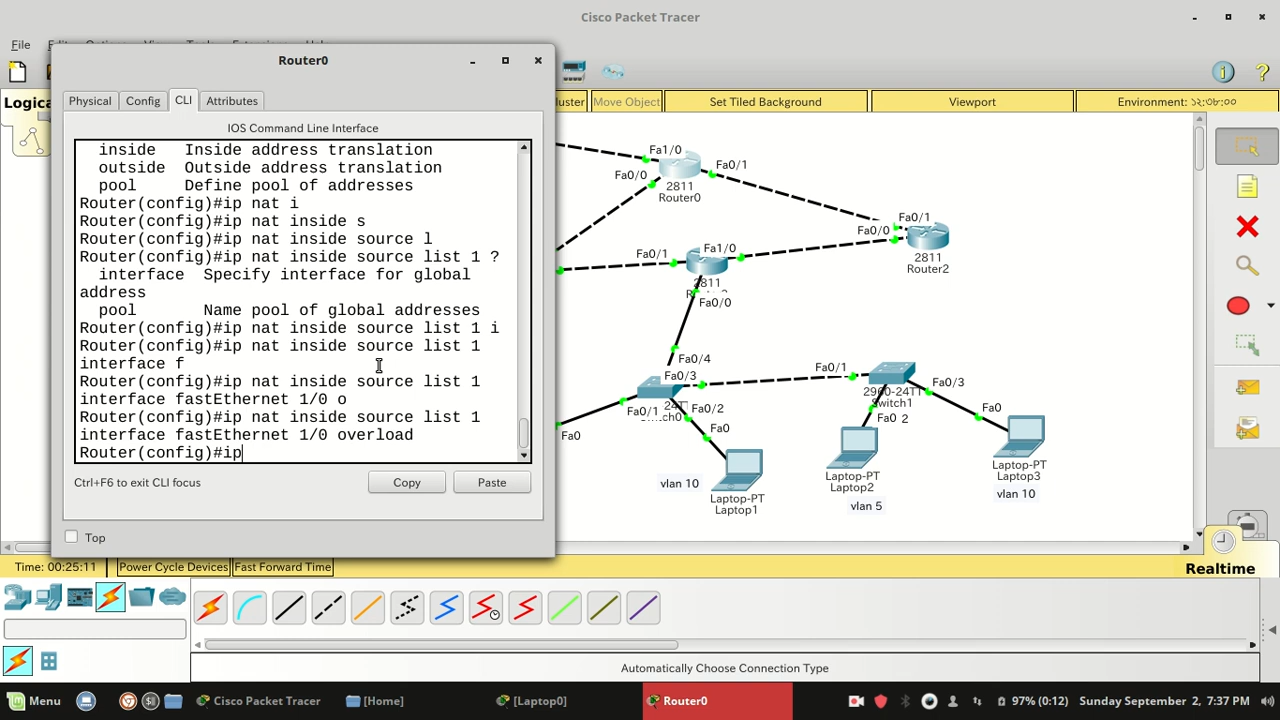 Cisco Packet Tracer
File
Router0
Physical
Config
CLI
Attributes
IOS Command Line Interface
inside Inside address translation
outside Outside address translation
pool Define pool of addresses
Router(config)#ip nat i
Router(config)#ip nat inside s
Router(config)#ip nat inside source l
Router(config)#ip nat inside source list 1 ?
interface Specify interface for global
address
pool Name pool of global addresses
Router(config)#ip nat inside source list 1 i
Router(config)#ip nat inside source list 1
interface f
Router(config)#ip nat inside source list 1
interface fastEthernet 1/0 o
Router(config)#ip nat inside source list 1
interface fastEthernet 1/0 overload
Router(config)#ip
Ctrl+F6 to exit CLI focus
Copy
Paste
Top
Logica
Move Object
Set Tiled Background
Viewport
Environment: ১২:৩৮:০০
Fa1/0
Fa0/1
Fa0/0
2811
Router0
Fa0/1
Fa0/0
2811
Router2
Fa0/1
Fa1/0
2811
Fa0/0
Fa0/4
Fa0/3
Fa0/1
Fa0/1
Fa0/2
Fa0/3
Fa0
Fa0
Fa0
vlan 10
Laptop-PT
Laptop1
Laptop-PT
Laptop2
vlan 5
Laptop-PT
Laptop3
vlan 10
Time: 00:25:11
Power Cycle Devices
Fast Forward Time
Realtime
Automatically Choose Connection Type
Menu
Cisco Packet Tracer
[Home]
[Laptop0]
Router0
97% (0:12)
Sunday September 2, 7:37 PM